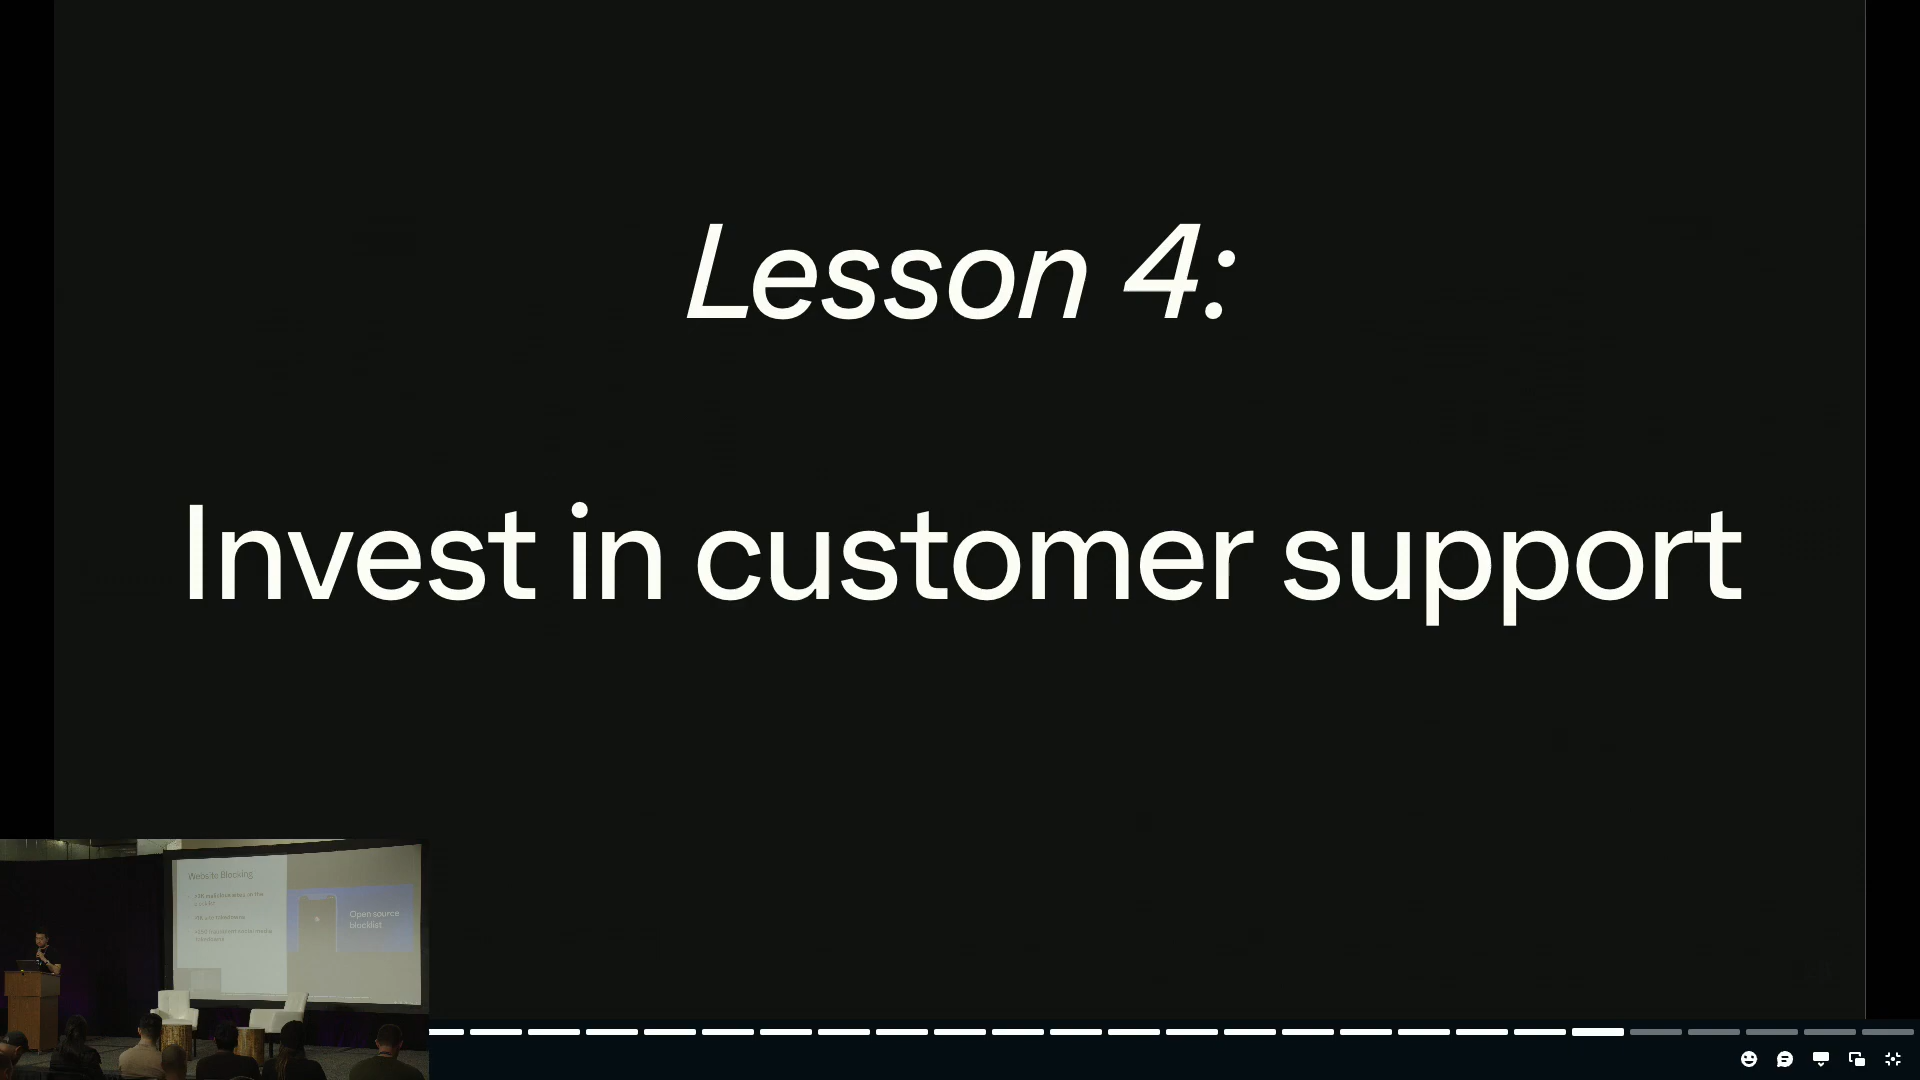 Lesson 4:
Invest in customer support
Website Blocking
Open source
blocklist